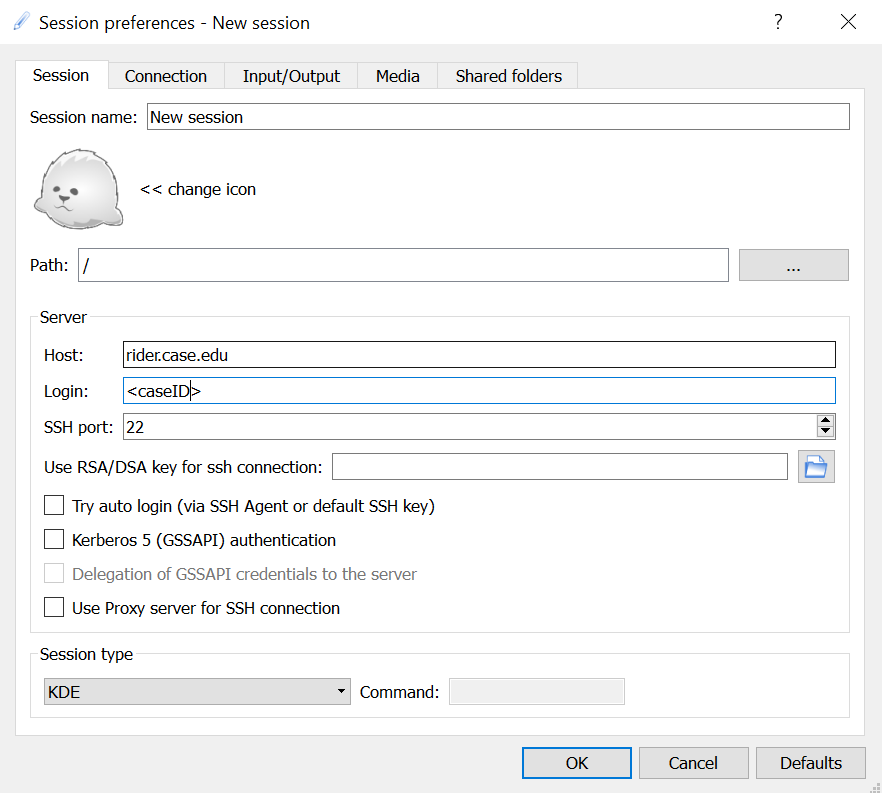 Session preferences - New session ?
Session Connection Input/Output Media Shared folders
Session name: New session
<< change icon
Path: / ...
Server
Host: rider.case.edu
Login: <caseID>
SSH port: 22
Use RSA/DSA key for ssh connection:
Try auto login (via SSH Agent or default SSH key)
Kerberos 5 (GSSAPI) authentication
Delegation of GSSAPI credentials to the server
Use Proxy server for SSH connection
Session type
KDE Command:
OK Cancel Defaults